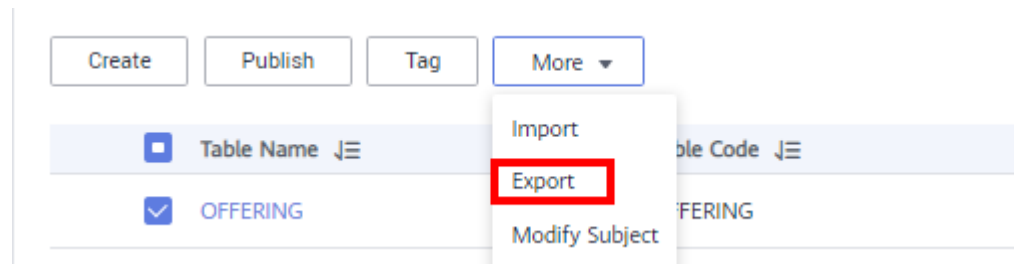 Create Publish Tag More
Import
Table Name ble Code
Export
OFFERING FFERING
Modify Subject